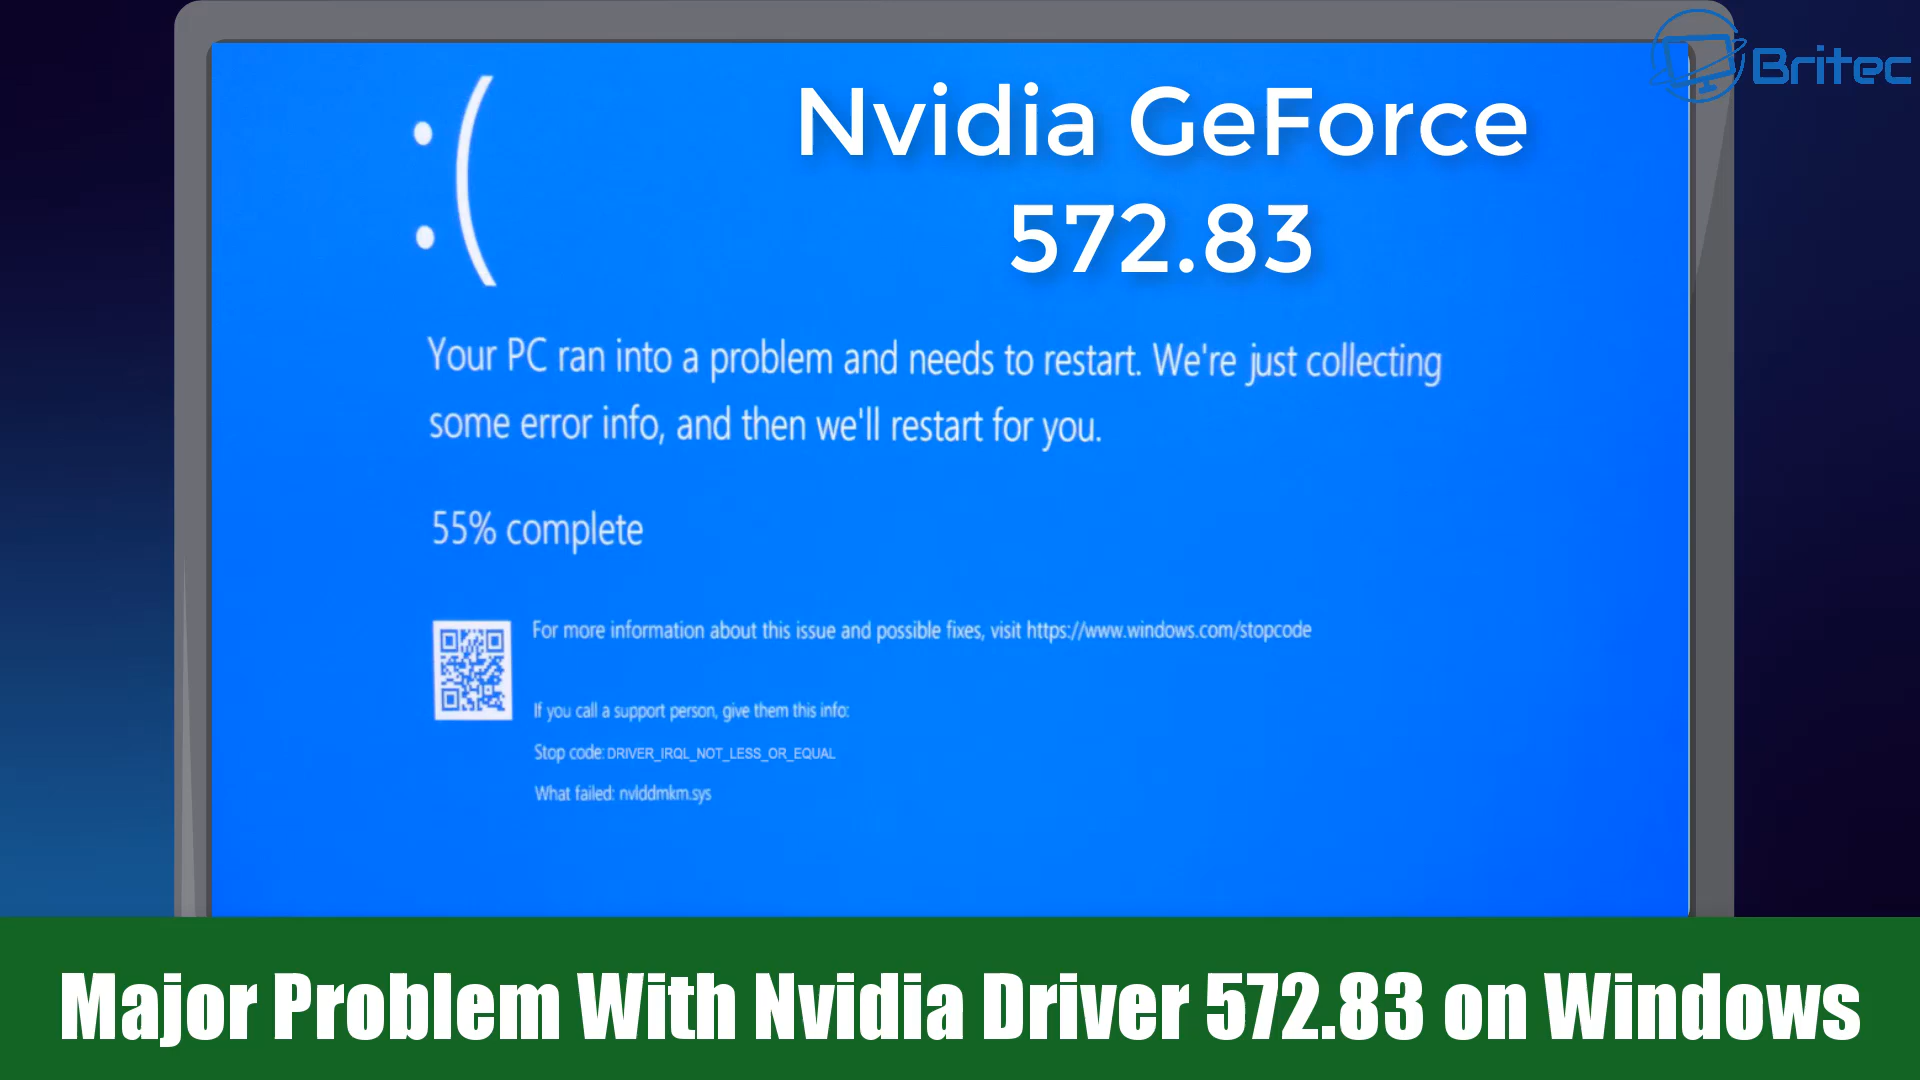 Britec
Nvidia GeForce
572.83
:(
Your PC ran into a problem and needs to restart. We're just collecting
some error info, and then we'll restart for you.
55% complete
For more information about this issue and possible fixes, visit https://www.windows.com/stopcode
If you call a support person, give them this info:
Stop code: DRIVER_IRQL_NOT_LESS_OR_EQUAL
What failed: nvlddmkm.sys
Major Problem With Nvidia Driver 572.83 on Windows